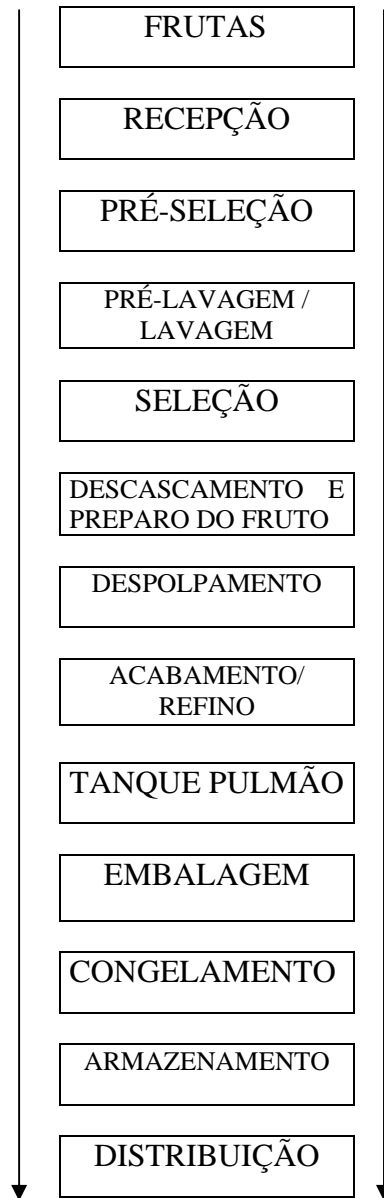 FRUTAS
RECEPÇÃO
PRÉ-SELEÇÃO
PRÉ-LAVAGEM /
LAVAGEM
SELEÇÃO
DESCASCAMENTO E
PREPARO DO FRUTO
DESPOLPAMENTO
ACABAMENTO/
REFINO
TANQUE PULMÃO
EMBALAGEM
CONGELAMENTO
ARMAZENAMENTO
DISTRIBUIÇÃO